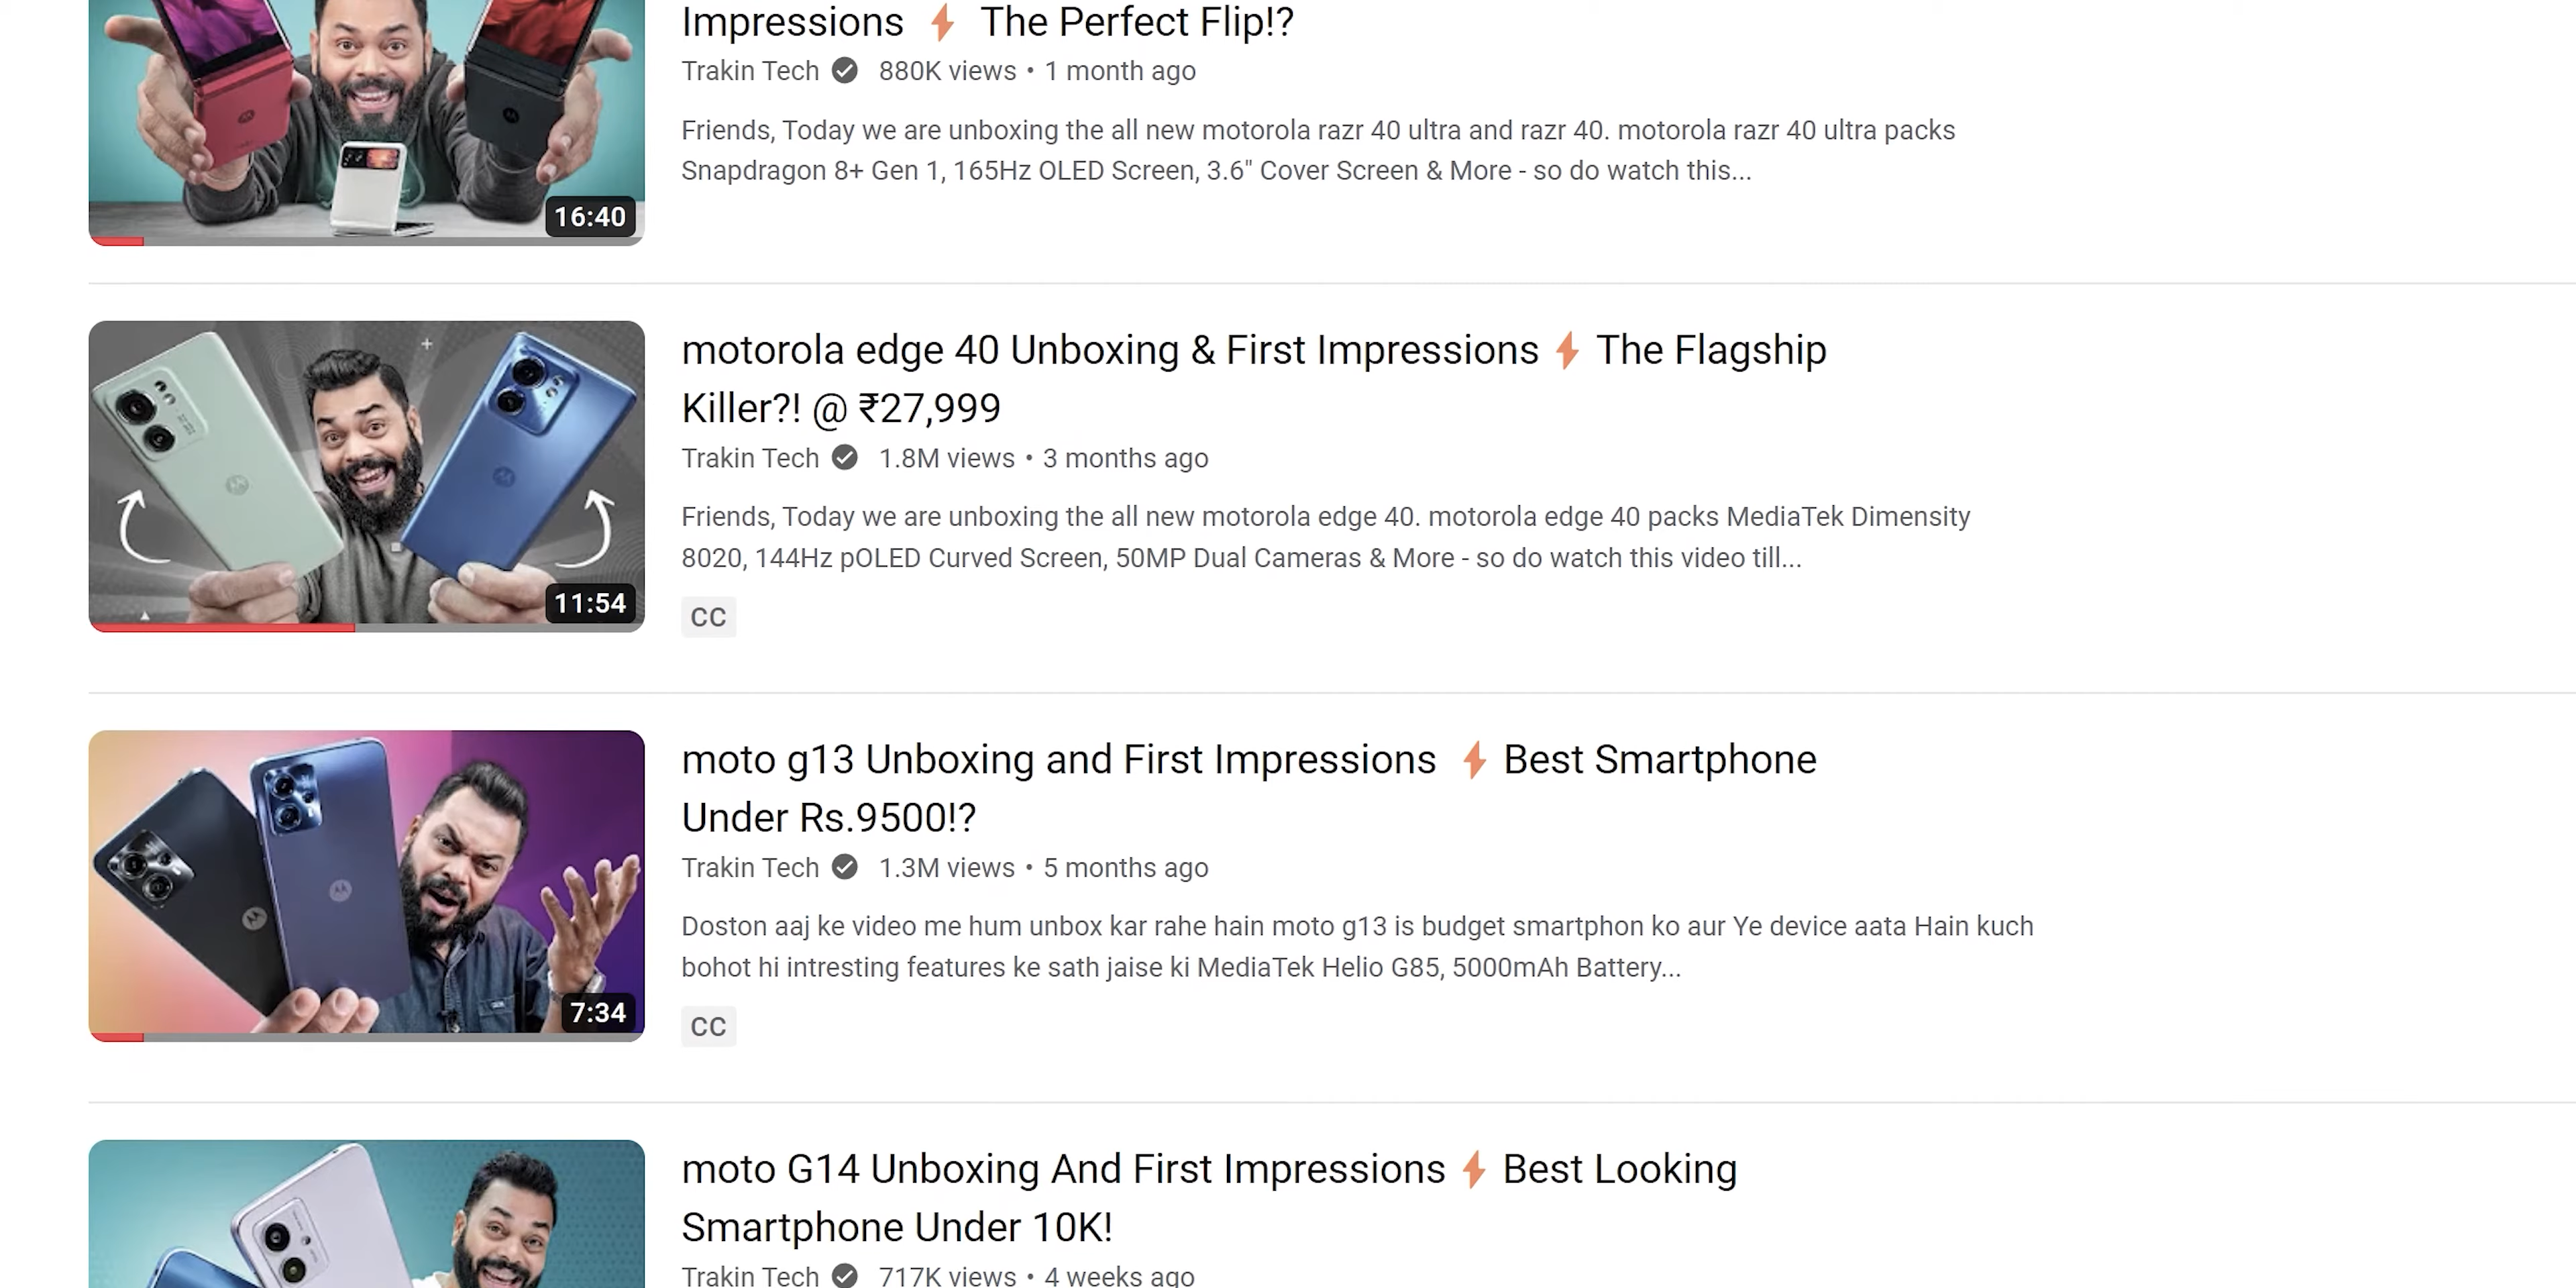 Impressions ⚡ The Perfect Flip!?
Trakin Tech 880K views • 1 month ago
Friends, Today we are unboxing the all new motorola razr 40 ultra and razr 40. motorola razr 40 ultra packs
Snapdragon 8+ Gen 1, 165Hz OLED Screen, 3.6" Cover Screen & More - so do watch this...
16:40
motorola edge 40 Unboxing & First Impressions ⚡ The Flagship
Killer?! @ ₹27,999
Trakin Tech 1.8M views • 3 months ago
Friends, Today we are unboxing the all new motorola edge 40. motorola edge 40 packs MediaTek Dimensity
8020, 144Hz pOLED Curved Screen, 50MP Dual Cameras & More - so do watch this video till...
11:54
CC
moto g13 Unboxing and First Impressions ⚡ Best Smartphone
Under Rs.9500!?
Trakin Tech 1.3M views • 5 months ago
Doston aaj ke video me hum unbox kar rahe hain moto g13 is budget smartphon ko aur Ye device aata Hain kuch
bohot hi intresting features ke sath jaise ki MediaTek Helio G85, 5000mAh Battery...
7:34
CC
moto G14 Unboxing And First Impressions ⚡ Best Looking
Smartphone Under 10K!
Trakin Tech 717K views • 4 weeks ago